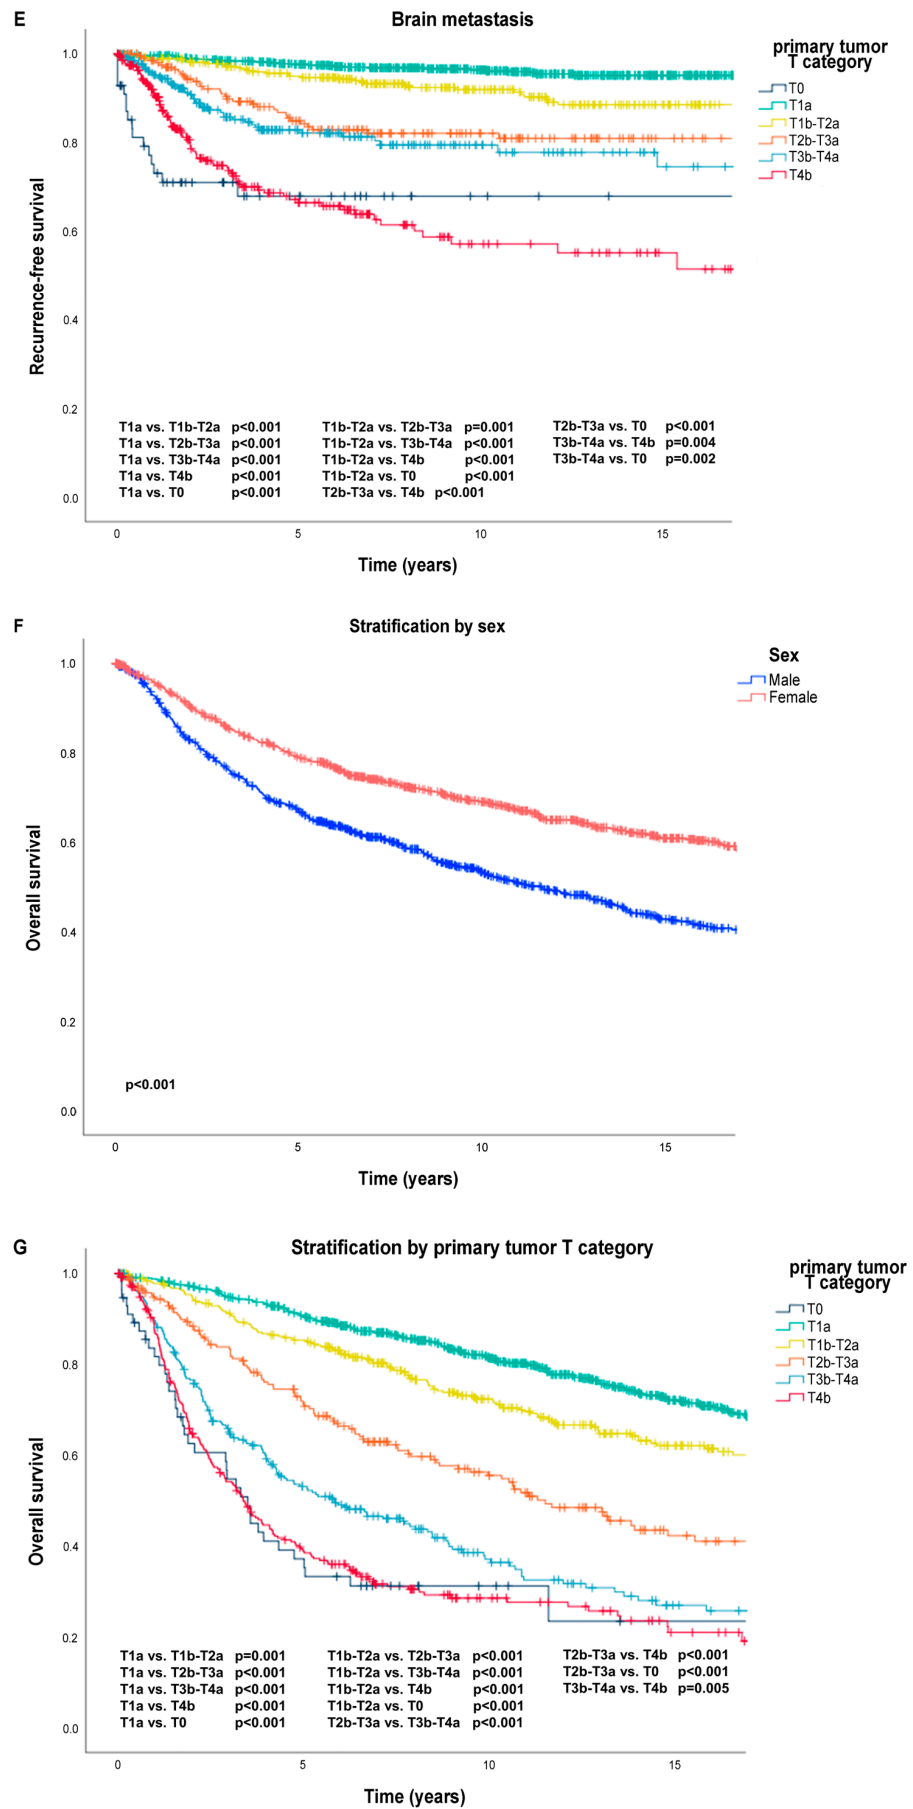 E
Brain metastasis
primary tumor
T category
T0
T1a
T1b-T2a
T2b-T3a
T3b-T4a
T4b
Recurrence-free survival
1.0
0.8
0.6
0.4
0.2
0.0
T1a vs. T1b-T2a p<0.001
T1a vs. T2b-T3a p<0.001
T1a vs. T3b-T4a p<0.001
T1a vs. T4b p<0.001
T1a vs. T0 p<0.001
T1b-T2a vs. T2b-T3a p=0.001
T1b-T2a vs. T3b-T4a p<0.001
T1b-T2a vs. T4b p<0.001
T1b-T2a vs. T0 p<0.001
T2b-T3a vs. T4b p<0.001
T2b-T3a vs. T0 p<0.001
T3b-T4a vs. T4b p=0.004
T3b-T4a vs. T0 p=0.002
0 5 10 15
Time (years)
F
Stratification by sex
Sex
Male
Female
Overall survival
1.0
0.8
0.6
0.4
0.2
0.0
p<0.001
0 5 10 15
Time (years)
G
Stratification by primary tumor T category
primary tumor
T category
T0
T1a
T1b-T2a
T2b-T3a
T3b-T4a
T4b
Overall survival
1.0
0.8
0.6
0.4
0.2
0.0
T1a vs. T1b-T2a p=0.001
T1a vs. T2b-T3a p<0.001
T1a vs. T3b-T4a p<0.001
T1a vs. T4b p<0.001
T1a vs. T0 p<0.001
T1b-T2a vs. T2b-T3a p<0.001
T1b-T2a vs. T3b-T4a p<0.001
T1b-T2a vs. T4b p<0.001
T1b-T2a vs. T0 p<0.001
T2b-T3a vs. T3b-T4a p<0.001
T2b-T3a vs. T4b p<0.001
T2b-T3a vs. T0 p<0.001
T3b-T4a vs. T4b p=0.005
0 5 10 15
Time (years)